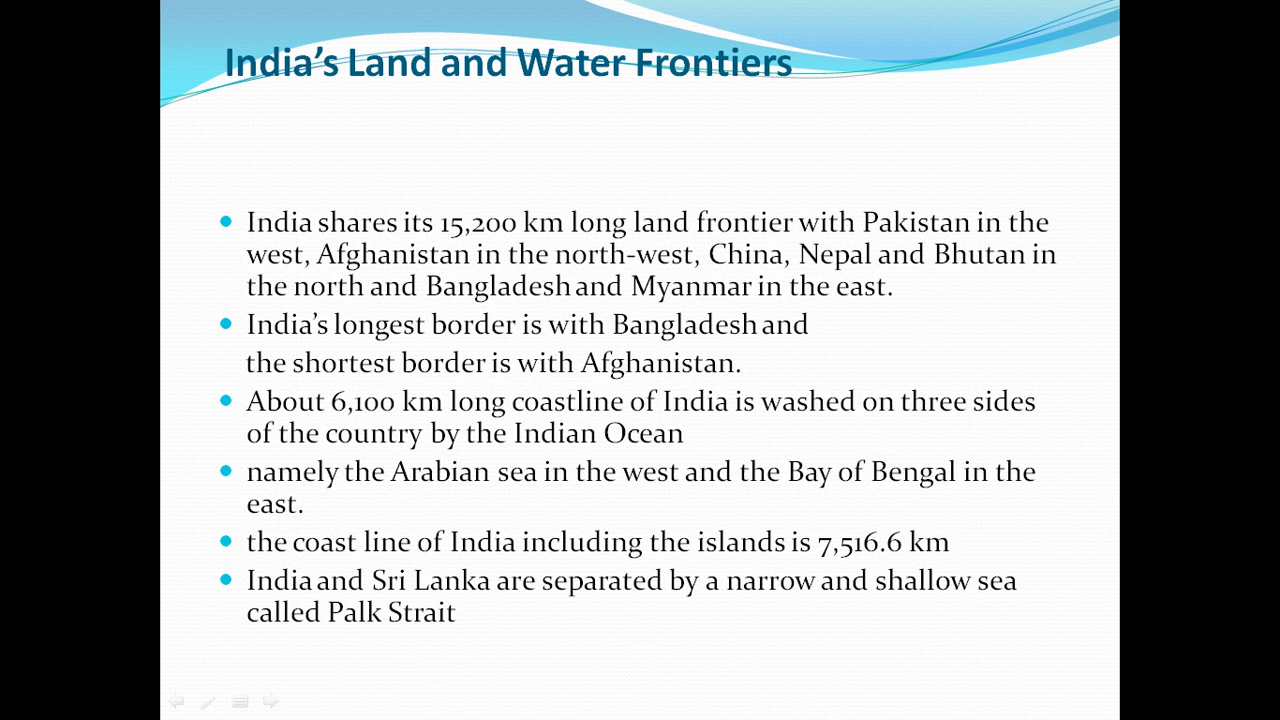 India’s Land and Water Frontiers
India shares its 15,200 km long land frontier with Pakistan in the
west, Afghanistan in the north-west, China, Nepal and Bhutan in
the north and Bangladesh and Myanmar in the east.
India’s longest border is with Bangladesh and
the shortest border is with Afghanistan.
About 6,100 km long coastline of India is washed on three sides
of the country by the Indian Ocean
namely the Arabian sea in the west and the Bay of Bengal in the
east.
the coast line of India including the islands is 7,516.6 km
India and Sri Lanka are separated by a narrow and shallow sea
called Palk Strait